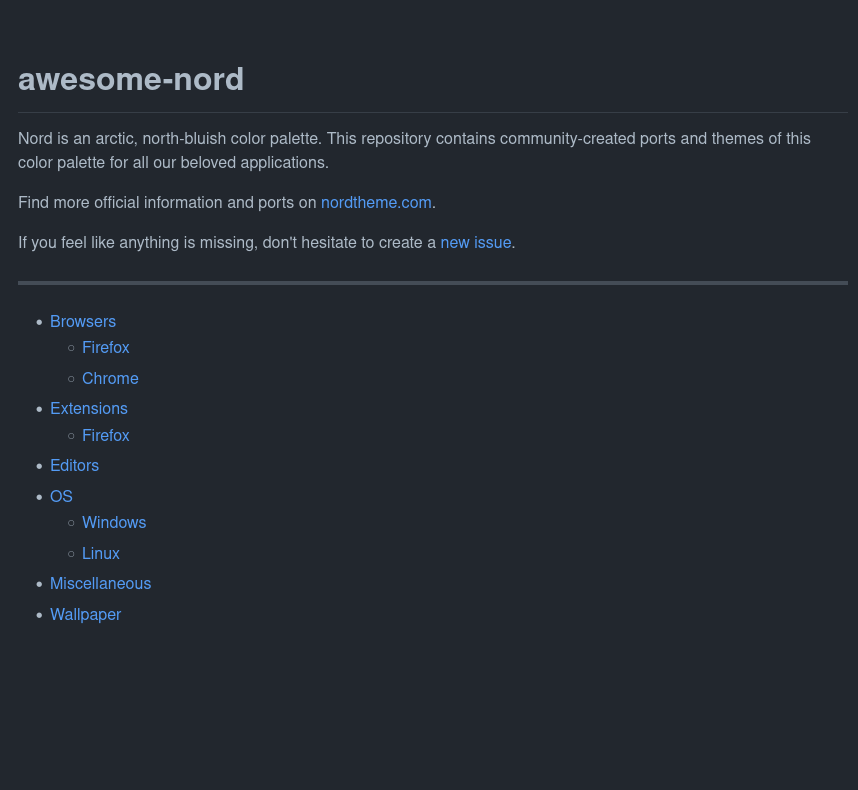 awesome-nord
Nord is an arctic, north-bluish color palette. This repository contains community-created ports and themes of this
color palette for all our beloved applications.
Find more official information and ports on nordtheme.com.
If you feel like anything is missing, don't hesitate to create a new issue.
Browsers
Firefox
Chrome
Extensions
Firefox
Editors
OS
Windows
Linux
Miscellaneous
Wallpaper